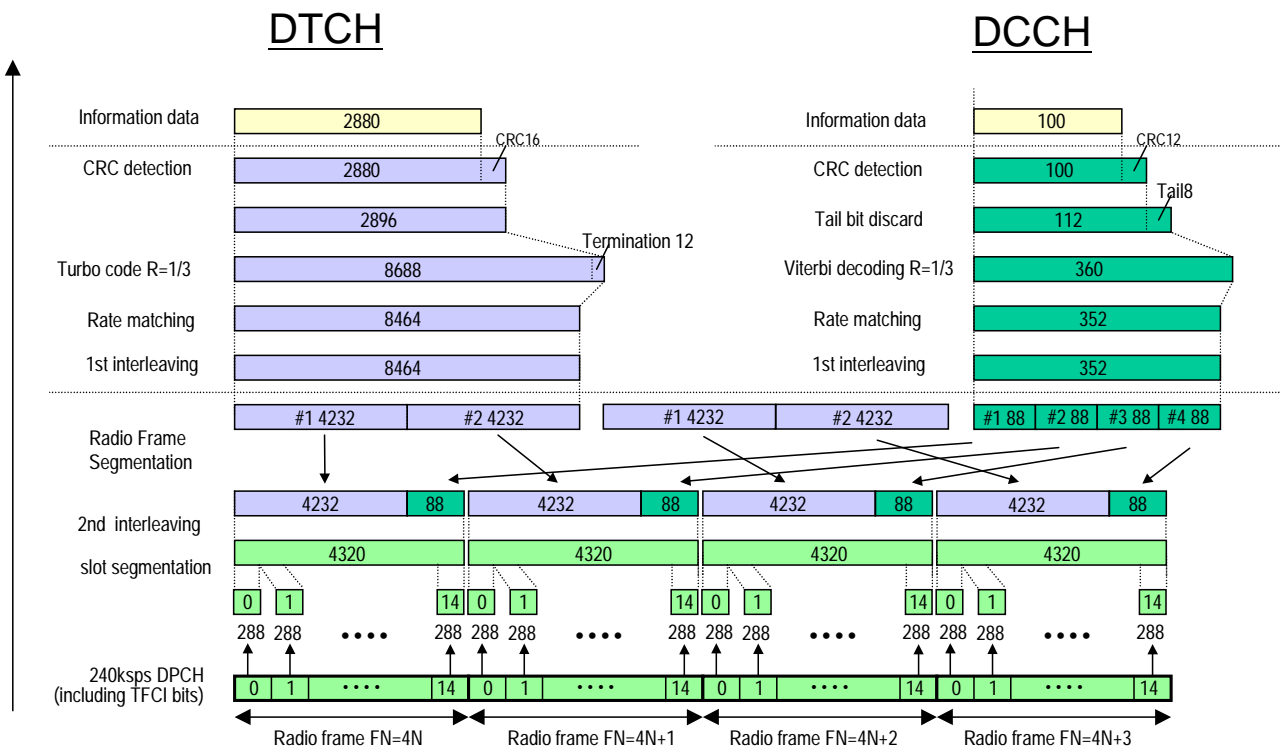 DTCH DCCH
Information data 2880 Information data 100
CRC16 CRC12
CRC detection 2880 CRC detection 100
Tail8
2896 Tail bit discard 112
Termination 12
Turbo code R=1/3 8688 Viterbi decoding R=1/3 360
Rate matching 8464 Rate matching 352
1st interleaving 8464 1st interleaving 352
#1 4232 #2 4232 #1 4232 #2 4232 #1 88 #2 88 #3 88 #4 88
Radio Frame
Segmentation
4232 88 4232 88 4232 88 4232 88
2nd interleaving
4320 4320 4320 4320
slot segmentation
0 1 14 0 1 14 0 1 14 0 1 14
288 288 •••• 288 288 288 •••• 288 288 288 •••• 288 288 288 •••• 288
240ksps DPCH
(including TFCI bits)
0 1 •••• 14 0 1 •••• 14 0 1 •••• 14 0 1 •••• 14
Radio frame FN=4N Radio frame FN=4N+1 Radio frame FN=4N+2 Radio frame FN=4N+3